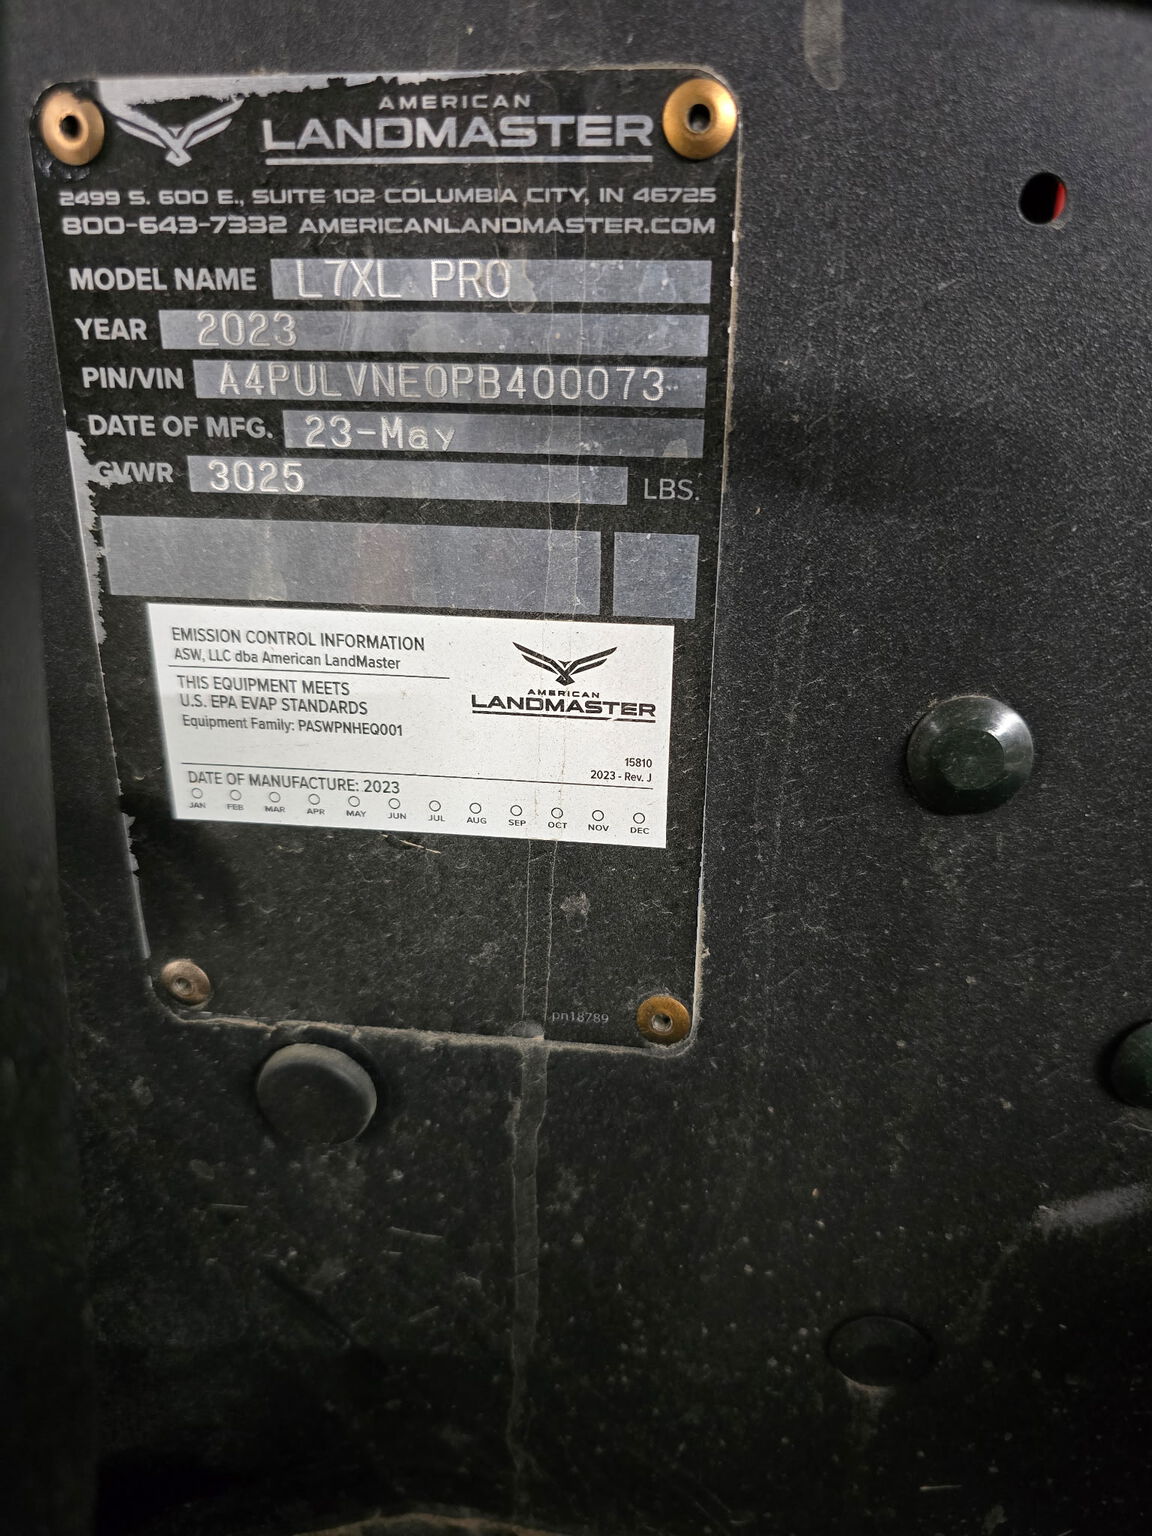 AMERICAN
LANDMASTER
2499 S. 600 E., SUITE 102 COLUMBIA CITY, IN 46725
800-643-7332 AMERICANLANDMASTER.COM
MODEL NAME L7XL PRO
YEAR 2023
PIN/VIN A4PULVNE0PB400073
DATE OF MFG. 23-May
GVWR 3025 LBS.
EMISSION CONTROL INFORMATION
ASW, LLC dba American LandMaster
THIS EQUIPMENT MEETS
U.S. EPA EVAP STANDARDS
Equipment Family: PASWPNHEQ001
AMERICAN
LANDMASTER
15810
2023 - Rev. J
DATE OF MANUFACTURE: 2023
JAN FEB MAR APR MAY JUN JUL AUG SEP OCT NOV DEC
pn18789